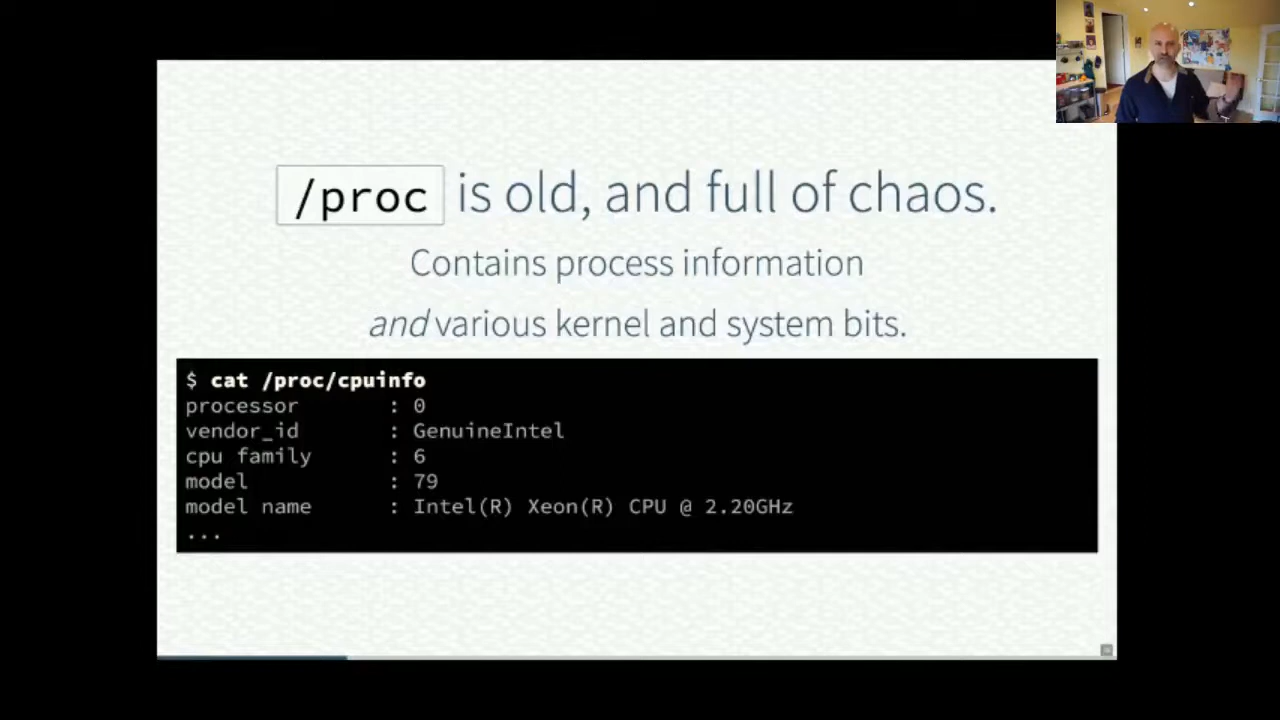 /proc is old, and full of chaos.
Contains process information
and various kernel and system bits.
$ cat /proc/cpuinfo
processor : 0
vendor_id : GenuineIntel
cpu family : 6
model : 79
model name : Intel(R) Xeon(R) CPU @ 2.20GHz
...